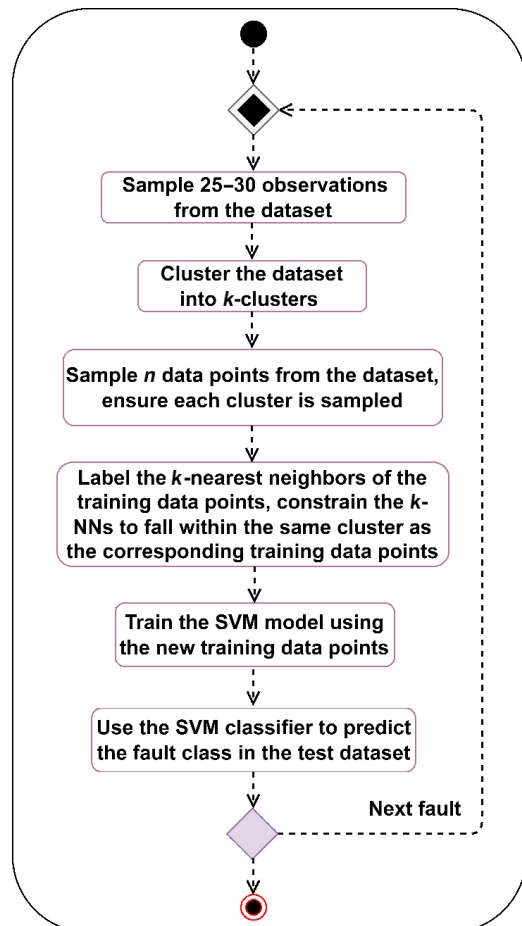 Sample 25–30 observations
from the dataset
Cluster the dataset
into k-clusters
Sample n data points from the dataset,
ensure each cluster is sampled
Label the k-nearest neighbors of the
training data points, constrain the k-
NNs to fall within the same cluster as
the corresponding training data points
Train the SVM model using
the new training data points
Use the SVM classifier to predict
the fault class in the test dataset
Next fault